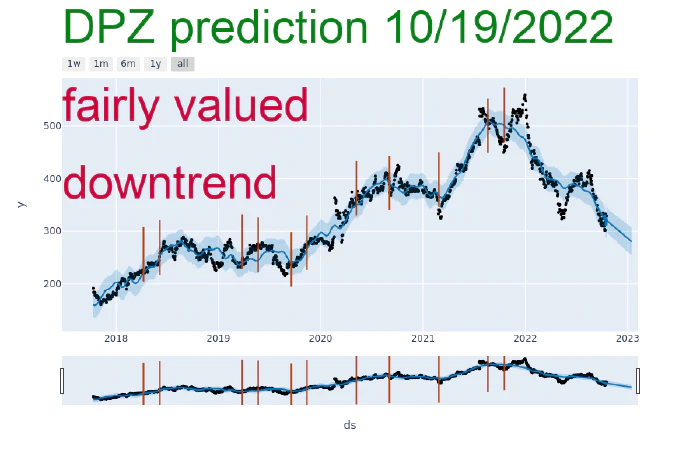 DPZ prediction 10/19/2022
1w 1m 6m 1y all
fairly valued
500
400
downtrend
y
300
200
2018 2019 2020 2021 2022 2023
ds